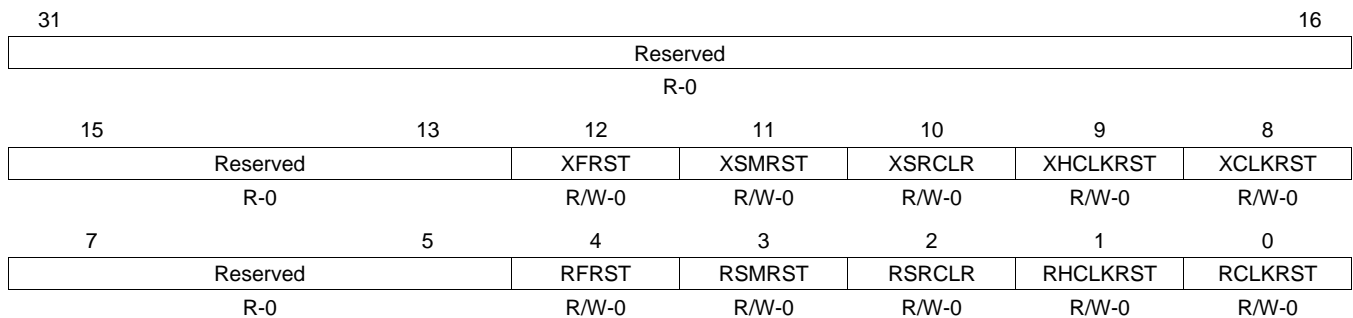 31 16
Reserved
R-0
15 13 12 11 10 9 8
Reserved XFRST XSMRST XSRCLR XHCLKRST XCLKRST
R-0 R/W-0 R/W-0 R/W-0 R/W-0 R/W-0
7 5 4 3 2 1 0
Reserved RFRST RSMRST RSRCLR RHCLKRST RCLKRST
R-0 R/W-0 R/W-0 R/W-0 R/W-0 R/W-0